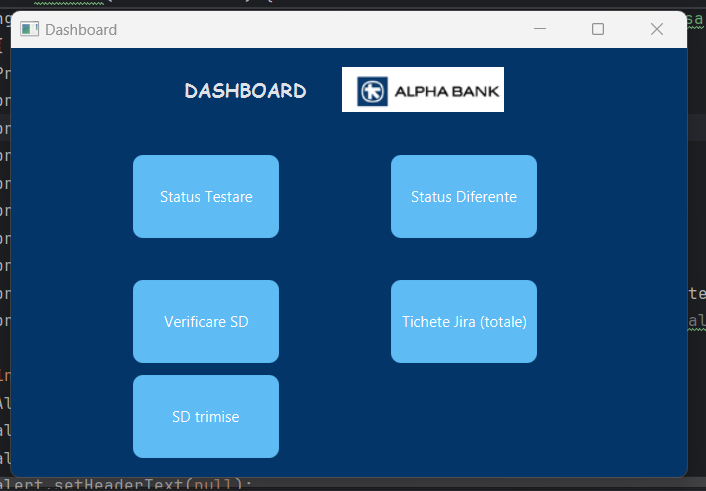 Dashboard
DASHBOARD
ALPHA BANK
Status Testare
Status Diferente
Verificare SD
Tichete Jira (totale)
SD trimise
alert.setHeaderText(null);